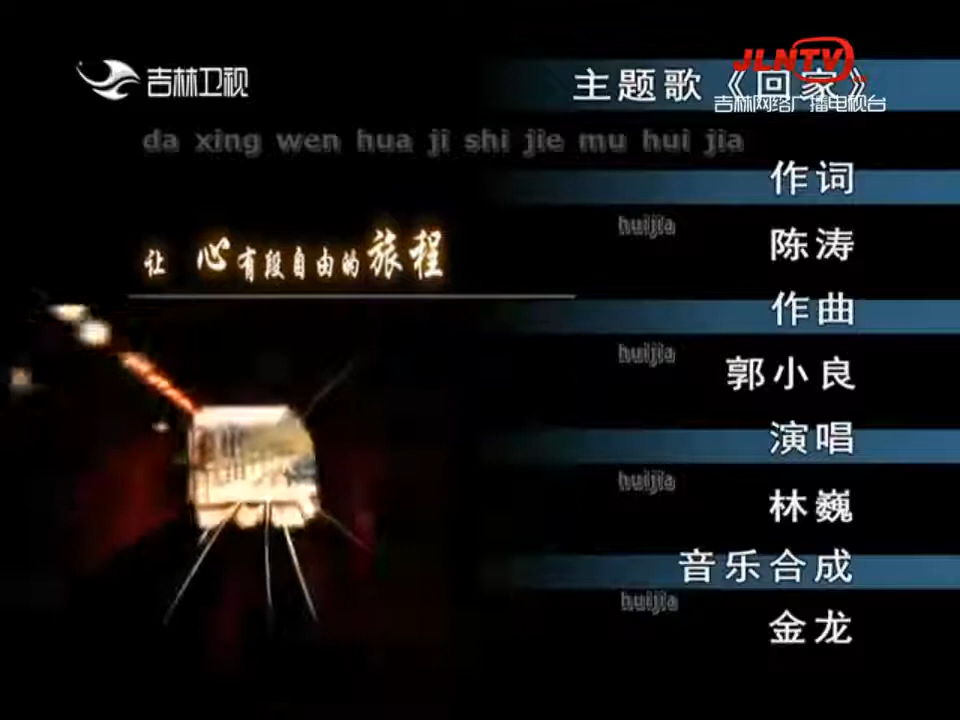 吉林卫视
JLNTV
主题歌《回家》
吉林网络广播电视台
da xing wen hua ji shi jie mu hui jia
作词
huijia
陈涛
让心有段自由的旅程
作曲
huijia
郭小良
演唱
huijia
林巍
音乐合成
huijia
金龙